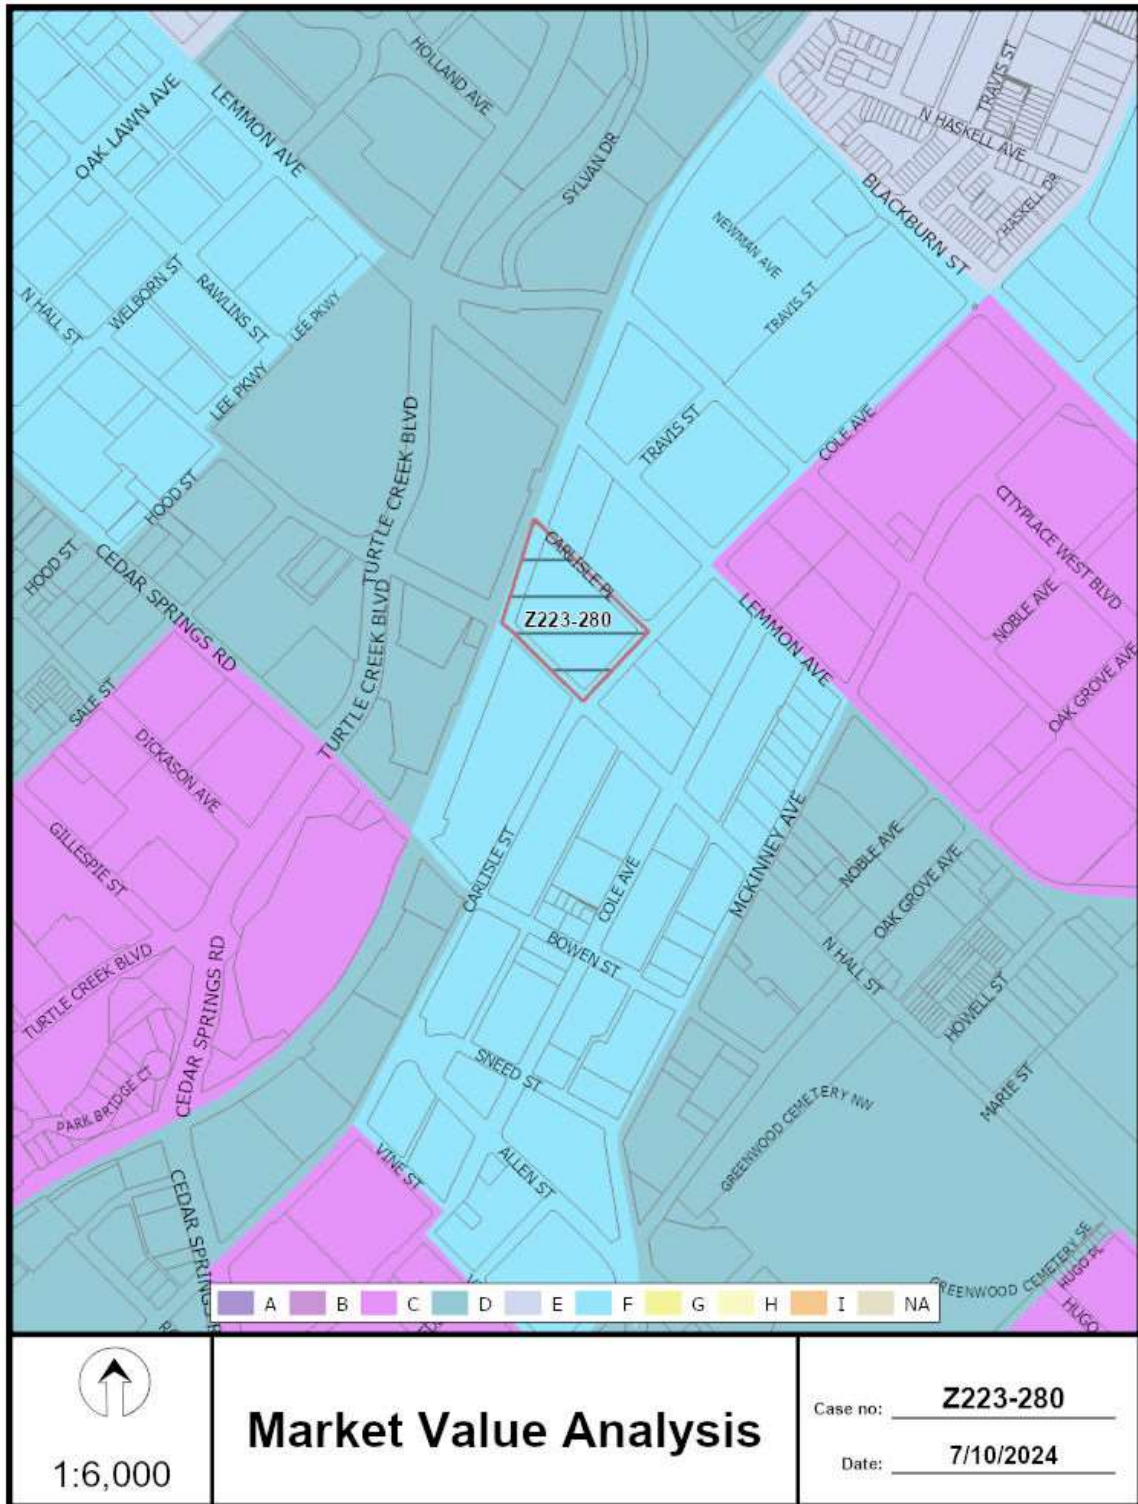 HOLLAND AVE
TRAVIS ST
OAK LAWN AVE
LEMMON AVE
N HASKELL AVE
SYLVAN DR
BLACKBURN ST
HASKELL DR
NEWMAN AVE
WELBORN ST
N HALL ST
RAWLINS ST
LEE PKWY
TRAVIS ST
LEE PKWY
TRAVIS ST
COLE AVE
TURTLE CREEK BLVD
HOOD ST
CITYPLACE WEST BLVD
HOOD ST
CEDAR SPRINGS RD
CARLISLE PL
Z223-280
NOBLE AVE
LEMMON AVE
TURTLE CREEK BLVD
OAK GROVE AVE
SALE ST
TURTLE CREEK BLVD
DICKASON AVE
GILLESPIE ST
CARLISLE ST
COLE AVE
MCKINNEY AVE
NOBLE AVE
OAK GROVE AVE
BOWEN ST
N HALL ST
TURTLE CREEK BLVD
CEDAR SPRINGS RD
HOWELL ST
SNEED ST
MARIE ST
PARK BRIDGE CT
GREENWOOD CEMETERY NW
VINE ST
ALLEN ST
CEDAR SPRINGS
GREENWOOD CEMETERY SE
HUGO PL
HUGO
A B C D E F G H I NA
1:6,000
Market Value Analysis
Case no: Z223-280
Date: 7/10/2024